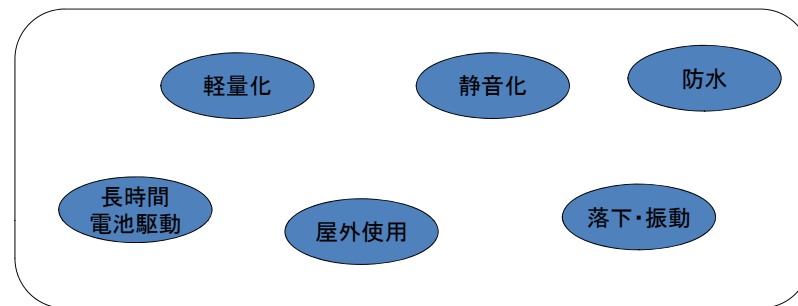 軽量化
静音化
防水
長時間
電池駆動
屋外使用
落下・振動